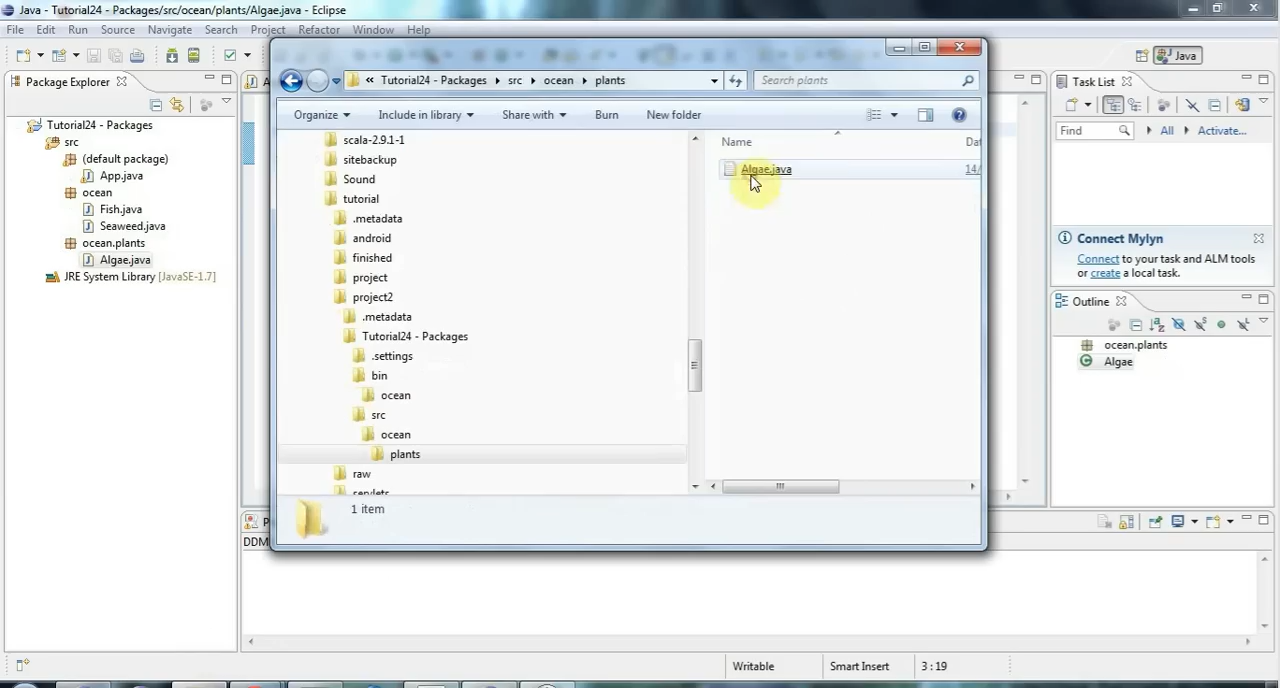 Java - Tutorial24 - Packages/src/ocean/plants/Algae.java - Eclipse
File Edit Run Source Navigate Search Project Refactor Window Help
Java
Package Explorer
Tutorial24 - Packages
src
(default package)
App.java
ocean
Fish.java
Seaweed.java
ocean.plants
Algae.java
JRE System Library [JavaSE-1.7]
« Tutorial24 - Packages src ocean plants
Search plants
Organize Include in library Share with Burn New folder
scala-2.9.1-1
sitebackup
Sound
tutorial
.metadata
android
finished
project
project2
.metadata
Tutorial24 - Packages
.settings
bin
ocean
src
ocean
plants
raw
servlets
Name
Algae.java 14/
1 item
Task List
Find All Activate...
Connect Mylyn
Connect to your task and ALM tools
or create a local task.
Outline
ocean.plants
Algae
DDM
Writable Smart Insert 3 : 19